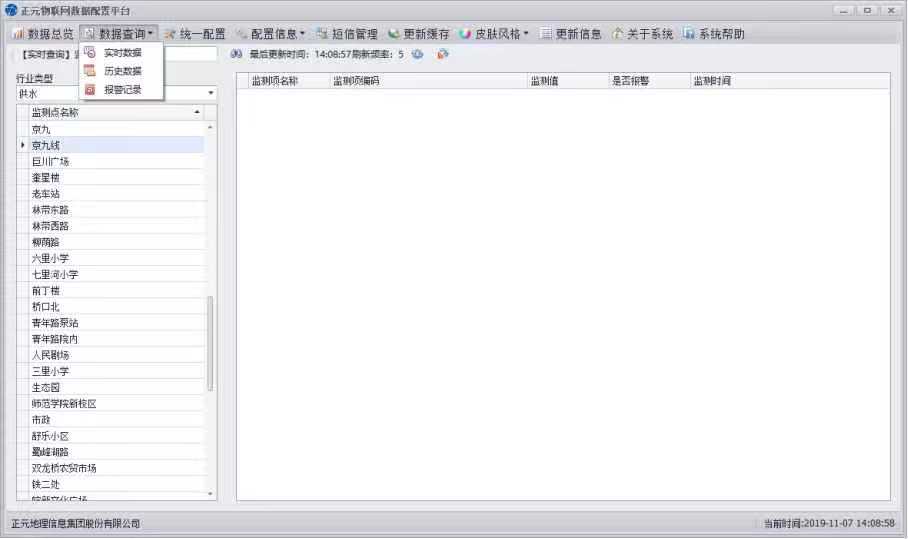 正元物联网数据配置平台
数据总览 数据查询 统一配置 配置信息 短信管理 更新缓存 皮肤风格 更新信息 关于系统 系统帮助
【实时查询】 最后更新时间: 14:08:57刷新频率: 5
实时数据
历史数据
报警记录
行业类型
供水
监测点名称
京九
京九线
巨川广场
奎星楼
老车站
林带东路
林带西路
柳荫路
六里小学
七里河小学
前丁楼
桥口北
青年路泵站
青年路院内
人民剧场
三里小学
生态园
师范学院新校区
市政
舒乐小区
蜀峰湖路
双龙桥农贸市场
铁二处
皖新文化广场
监测项名称 监测项编码 监测值 是否报警 监测时间
正元地理信息集团股份有限公司
当前时间:2019-11-07 14:08:58